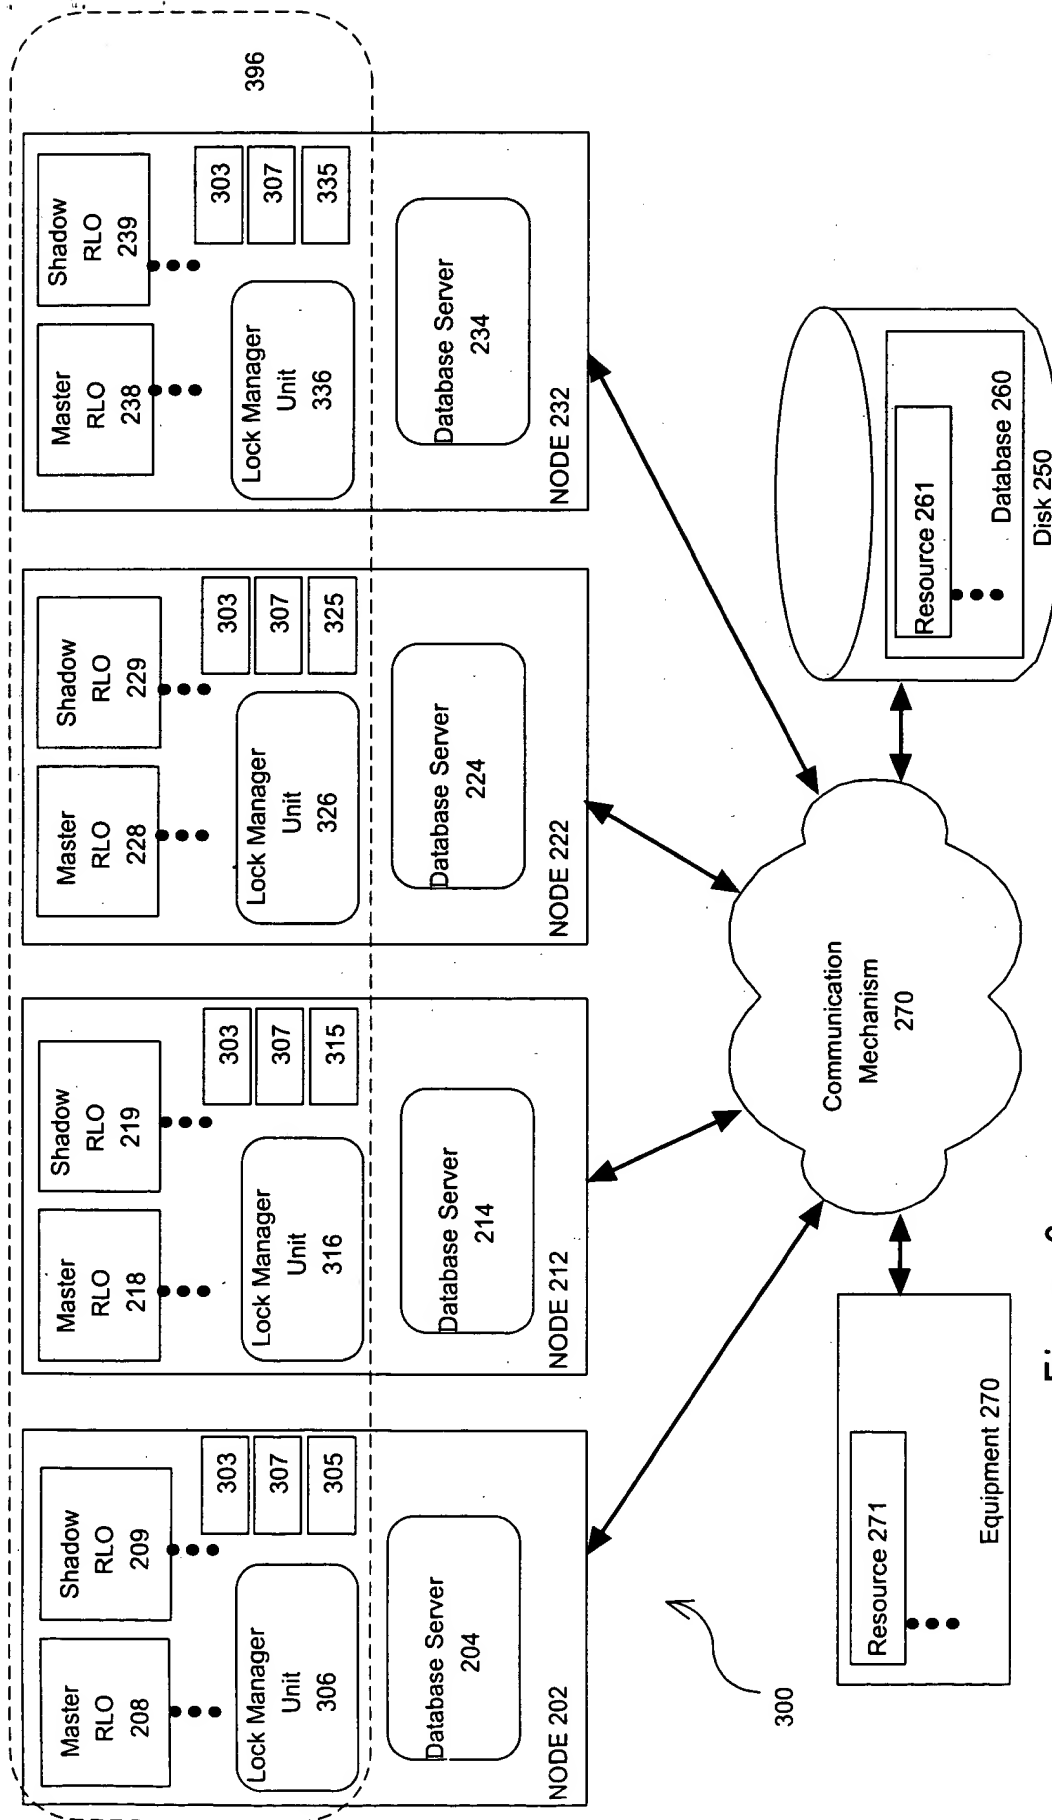 Master
RLO
208
Shadow
RLO
209
303
307
305
Lock Manager
Unit
306
Database Server
204
NODE 202
Master
RLO
218
Shadow
RLO
219
303
307
315
Lock Manager
Unit
316
Database Server
214
NODE 212
Master
RLO
228
Shadow
RLO
229
303
307
325
Lock Manager
Unit
326
Database Server
224
NODE 222
Master
RLO
238
Shadow
RLO
239
303
307
335
Lock Manager
Unit
336
Database Server
234
NODE 232
396
300
Communication
Mechanism
270
Resource 271
Equipment 270
Resource 261
Database 260
Disk 250